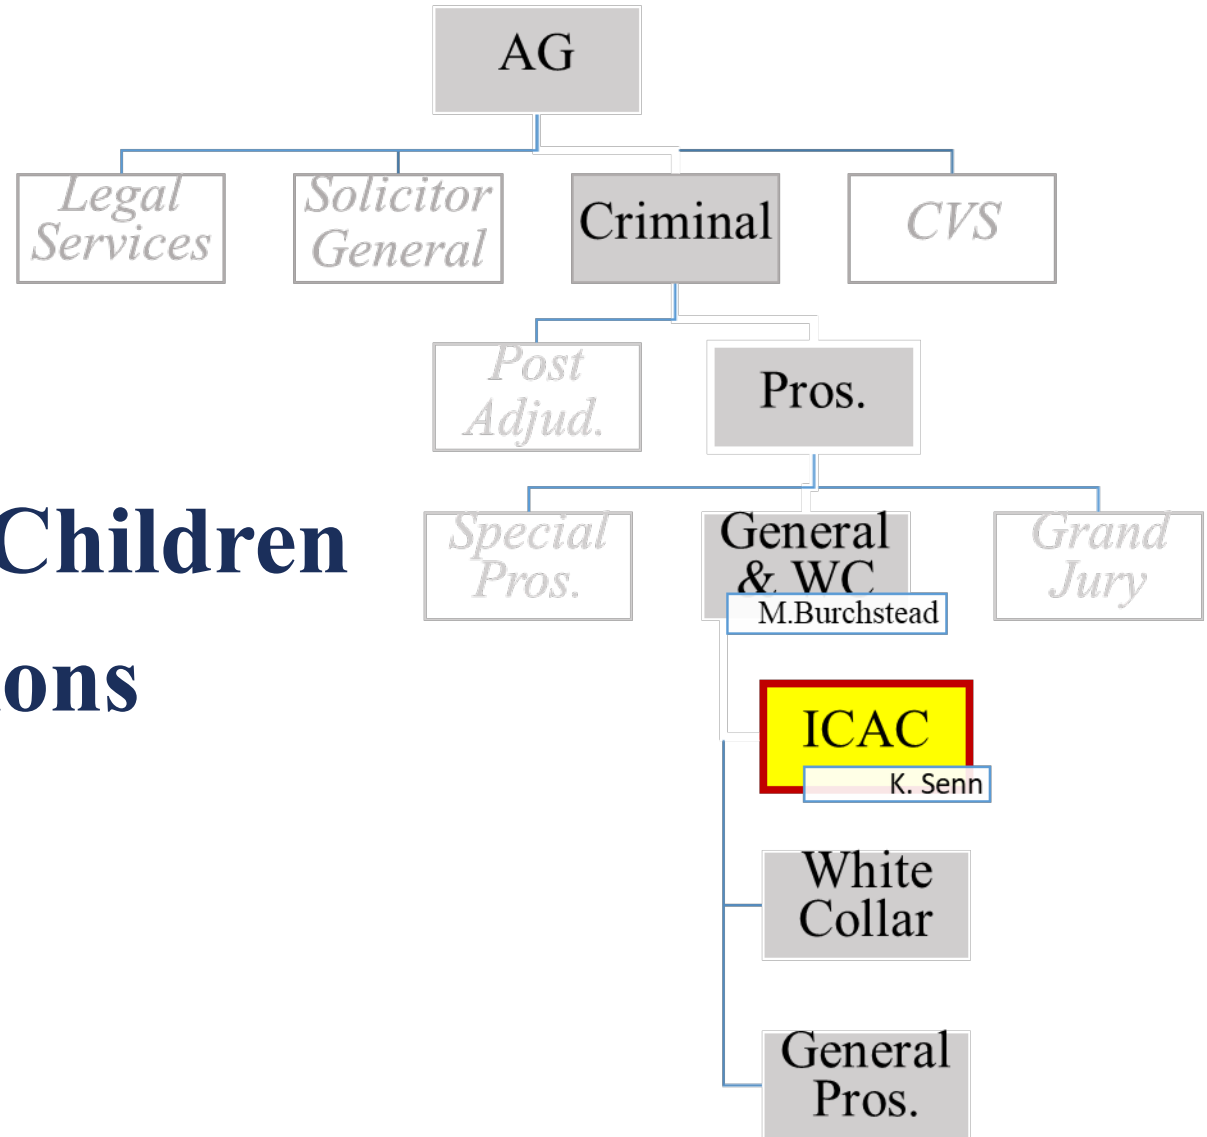 AG
Legal
Services
Solicitor
General
Criminal
CVS
Post
Adjud.
Pros.
Children
ons
Special
Pros.
General
& WC
M.Burchstead
Grand
Jury
ICAC
K. Senn
White
Collar
General
Pros.